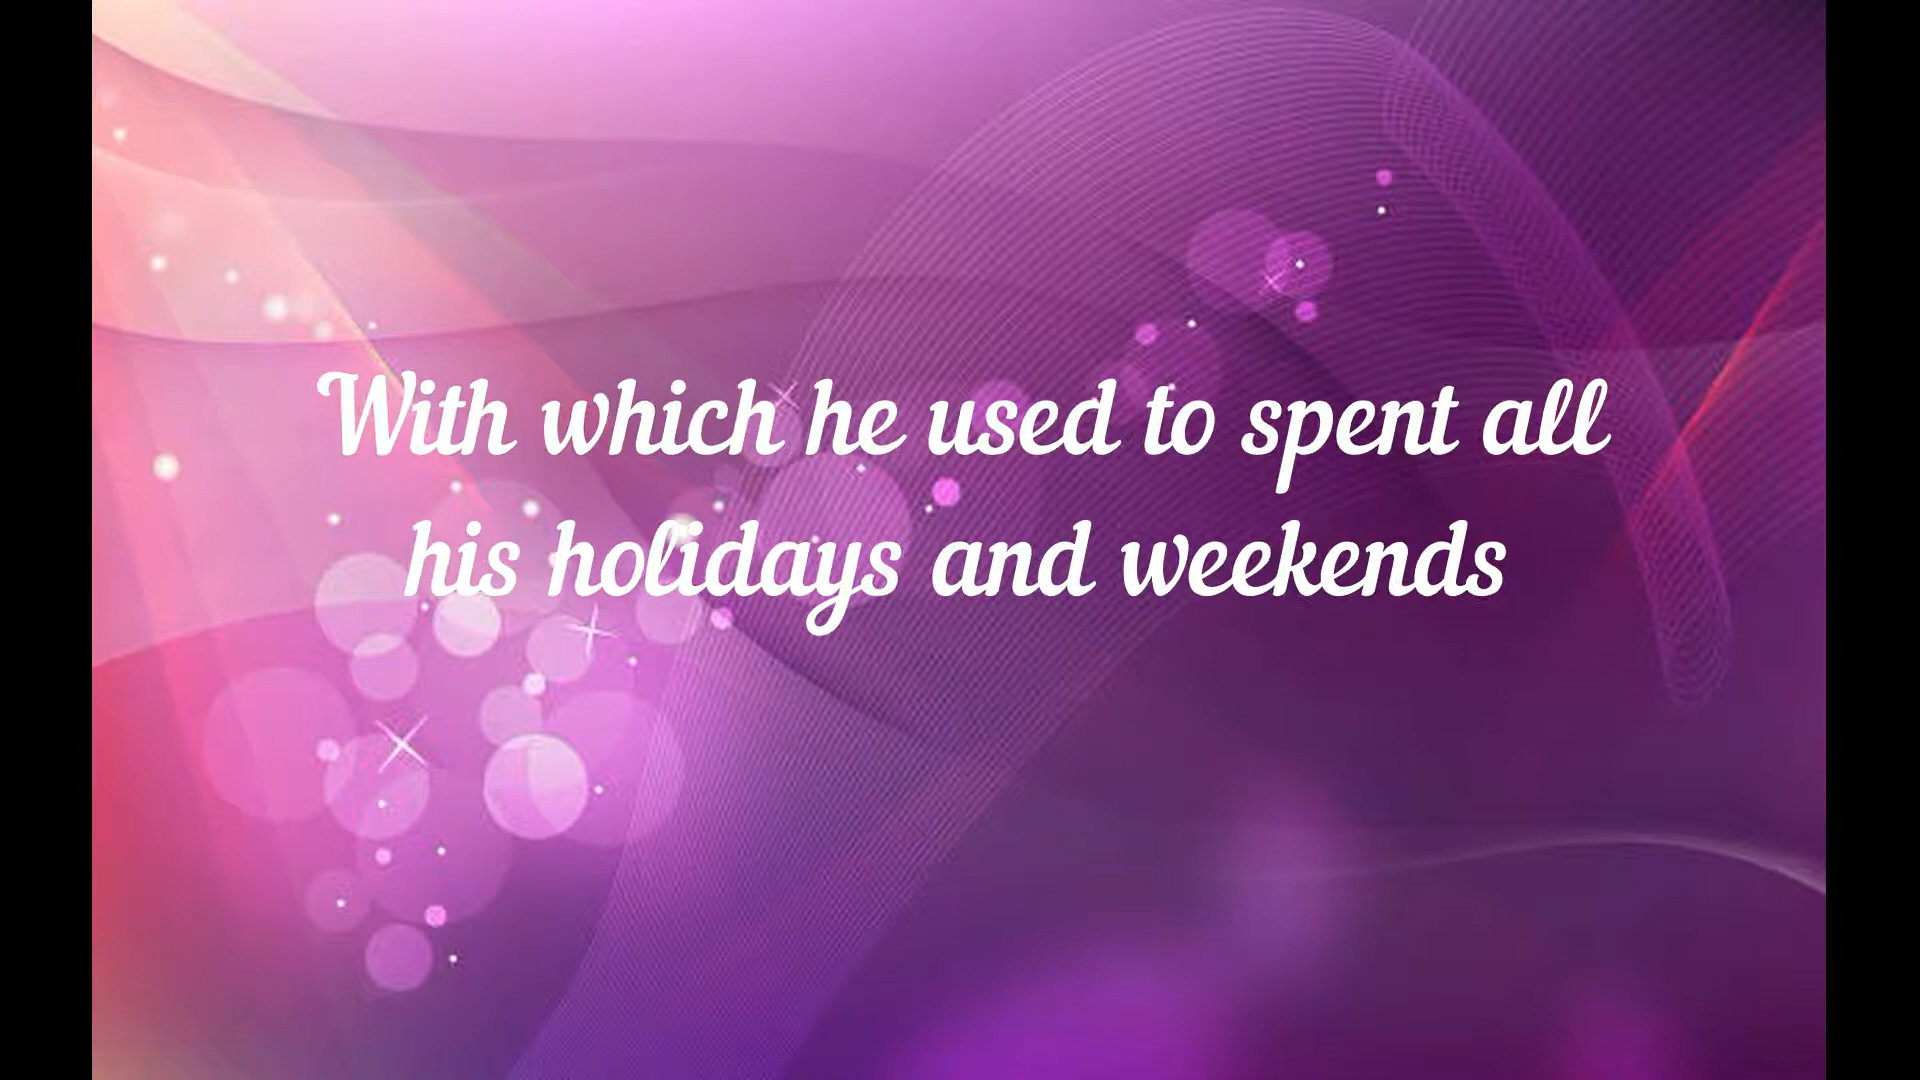 With which he used to spent all
his holidays and weekends